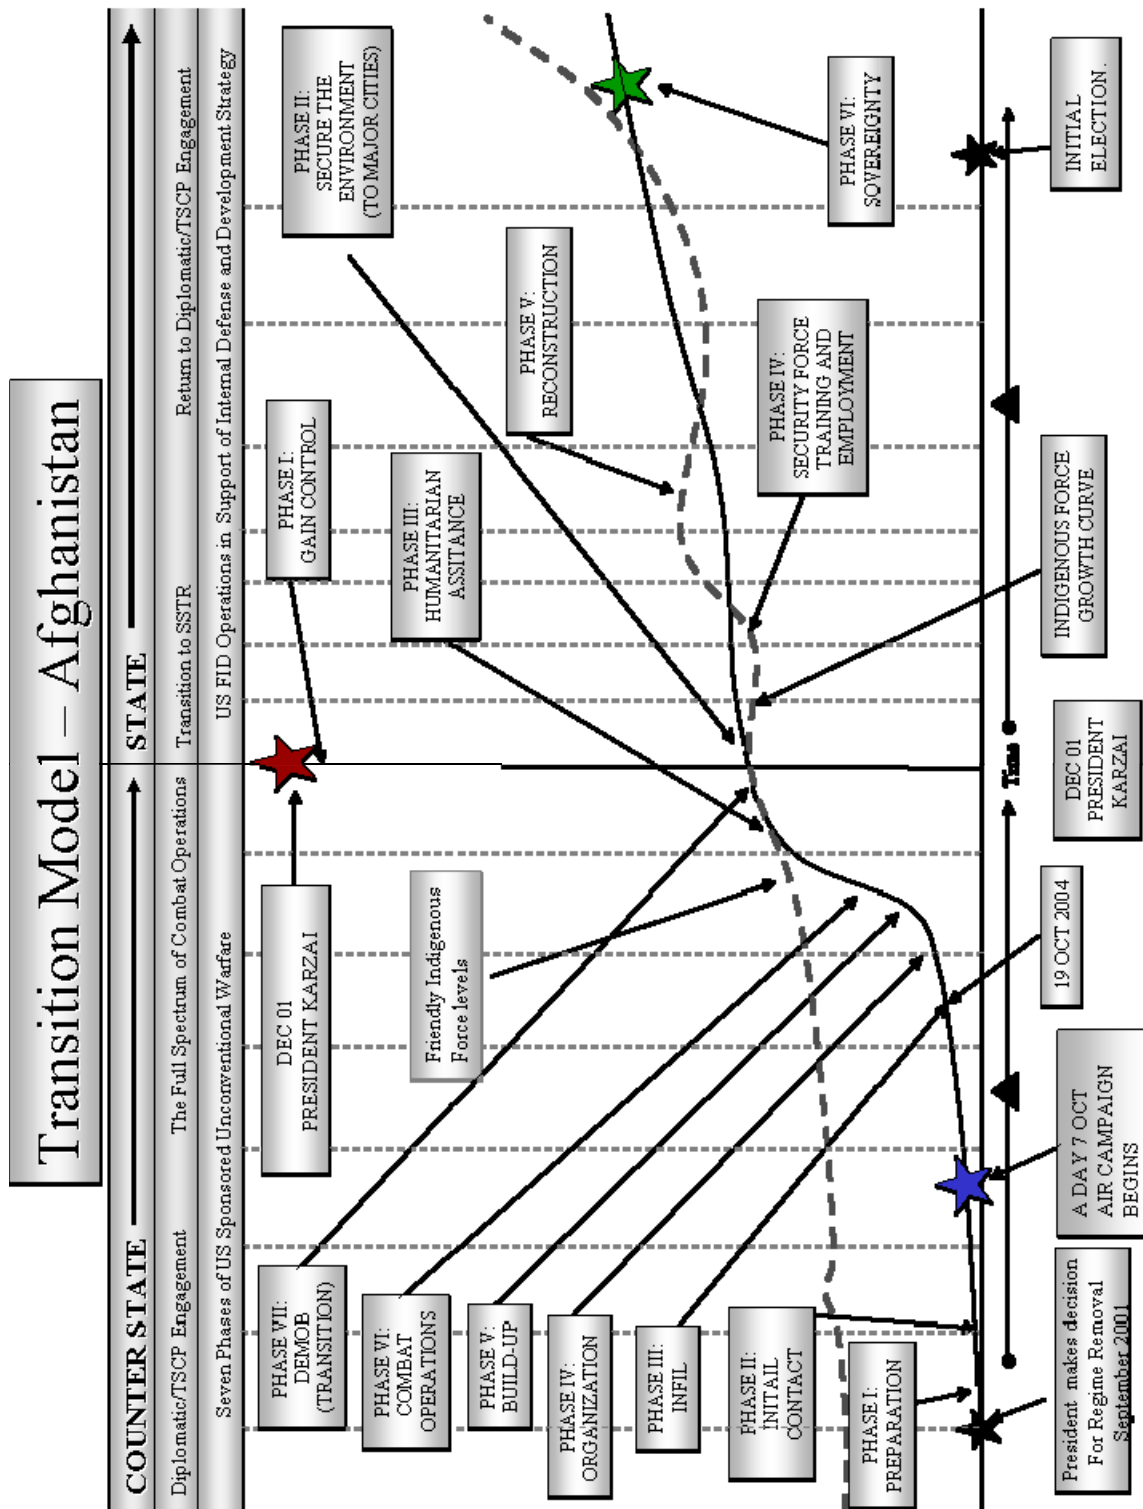 Transition Model – Afghanistan
COUNTER STATE
STATE
Diplomatic/TSCP Engagement
The Full Spectrum of Combat Operations
Transition to SSTR
Return to Diplomatic/TSCP Engagement
Seven Phases of US Sponsored Unconventional Warfare
US FID Operations in Support of Internal Defense and Development Strategy
PHASE VII:
DEMOB
(TRANSITION)
PHASE VI:
COMBAT
OPERATIONS
PHASE V:
BUILD-UP
PHASE IV:
ORGANIZATION
PHASE III:
INFIL
PHASE II:
INITAIL
CONTACT
PHASE I:
PREPARATION
DEC 01
PRESIDENT KARZAI
Friendly Indigenous
Force levels
PHASE I:
GAIN CONTROL
PHASE II:
SECURE THE
ENVIRONMENT
(TO MAJOR CITIES)
PHASE III:
HUMANITARIAN
ASSITANCE
PHASE V:
RECONSTRUCTION
PHASE IV:
SECURITY FORCE
TRAINING AND
EMPLOYMENT
PHASE VI:
SOVEREIGNTY
Time
President makes decision
For Regime Removal
September 2001
A DAY 7 OCT
AIR CAMPAIGN
BEGINS
19 OCT 2004
DEC 01
PRESIDENT
KARZAI
INDIGENOUS FORCE
GROWTH CURVE
INITIAL
ELECTION.